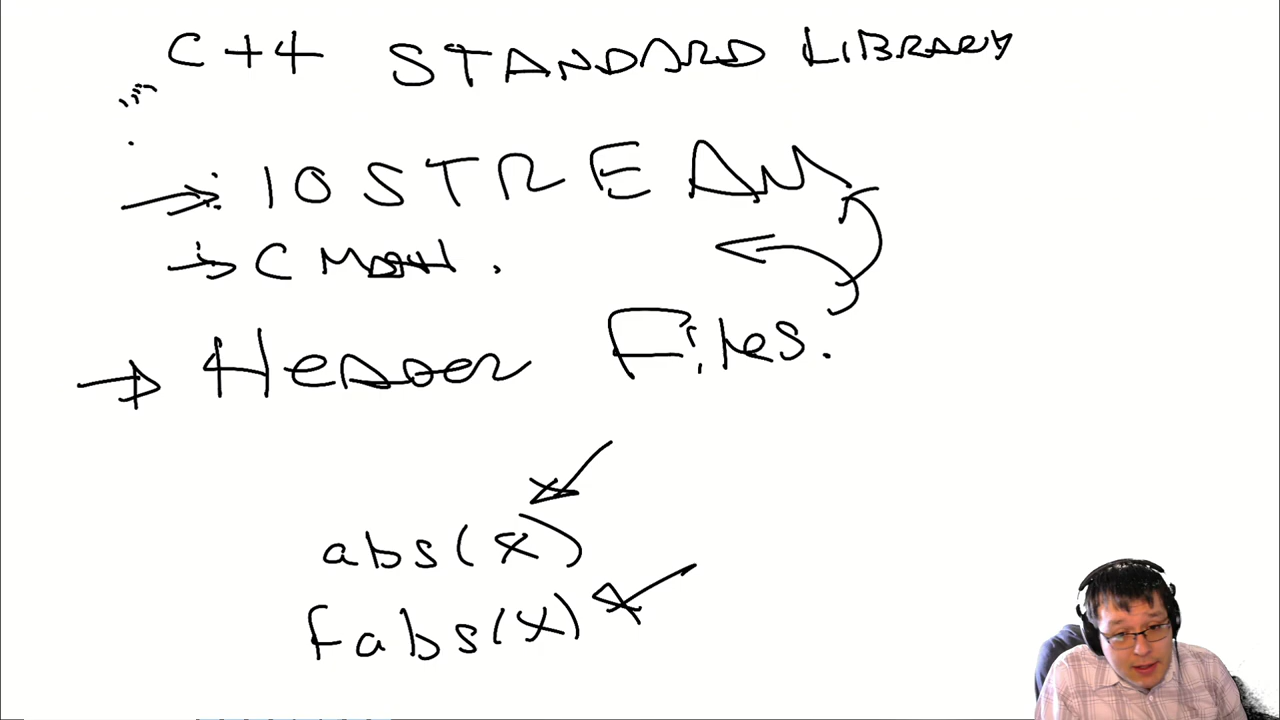 C++ STANDARD LIBRARY
IOSTREAM
CMATH.
Header Files.
abs(x)
fabs(x)